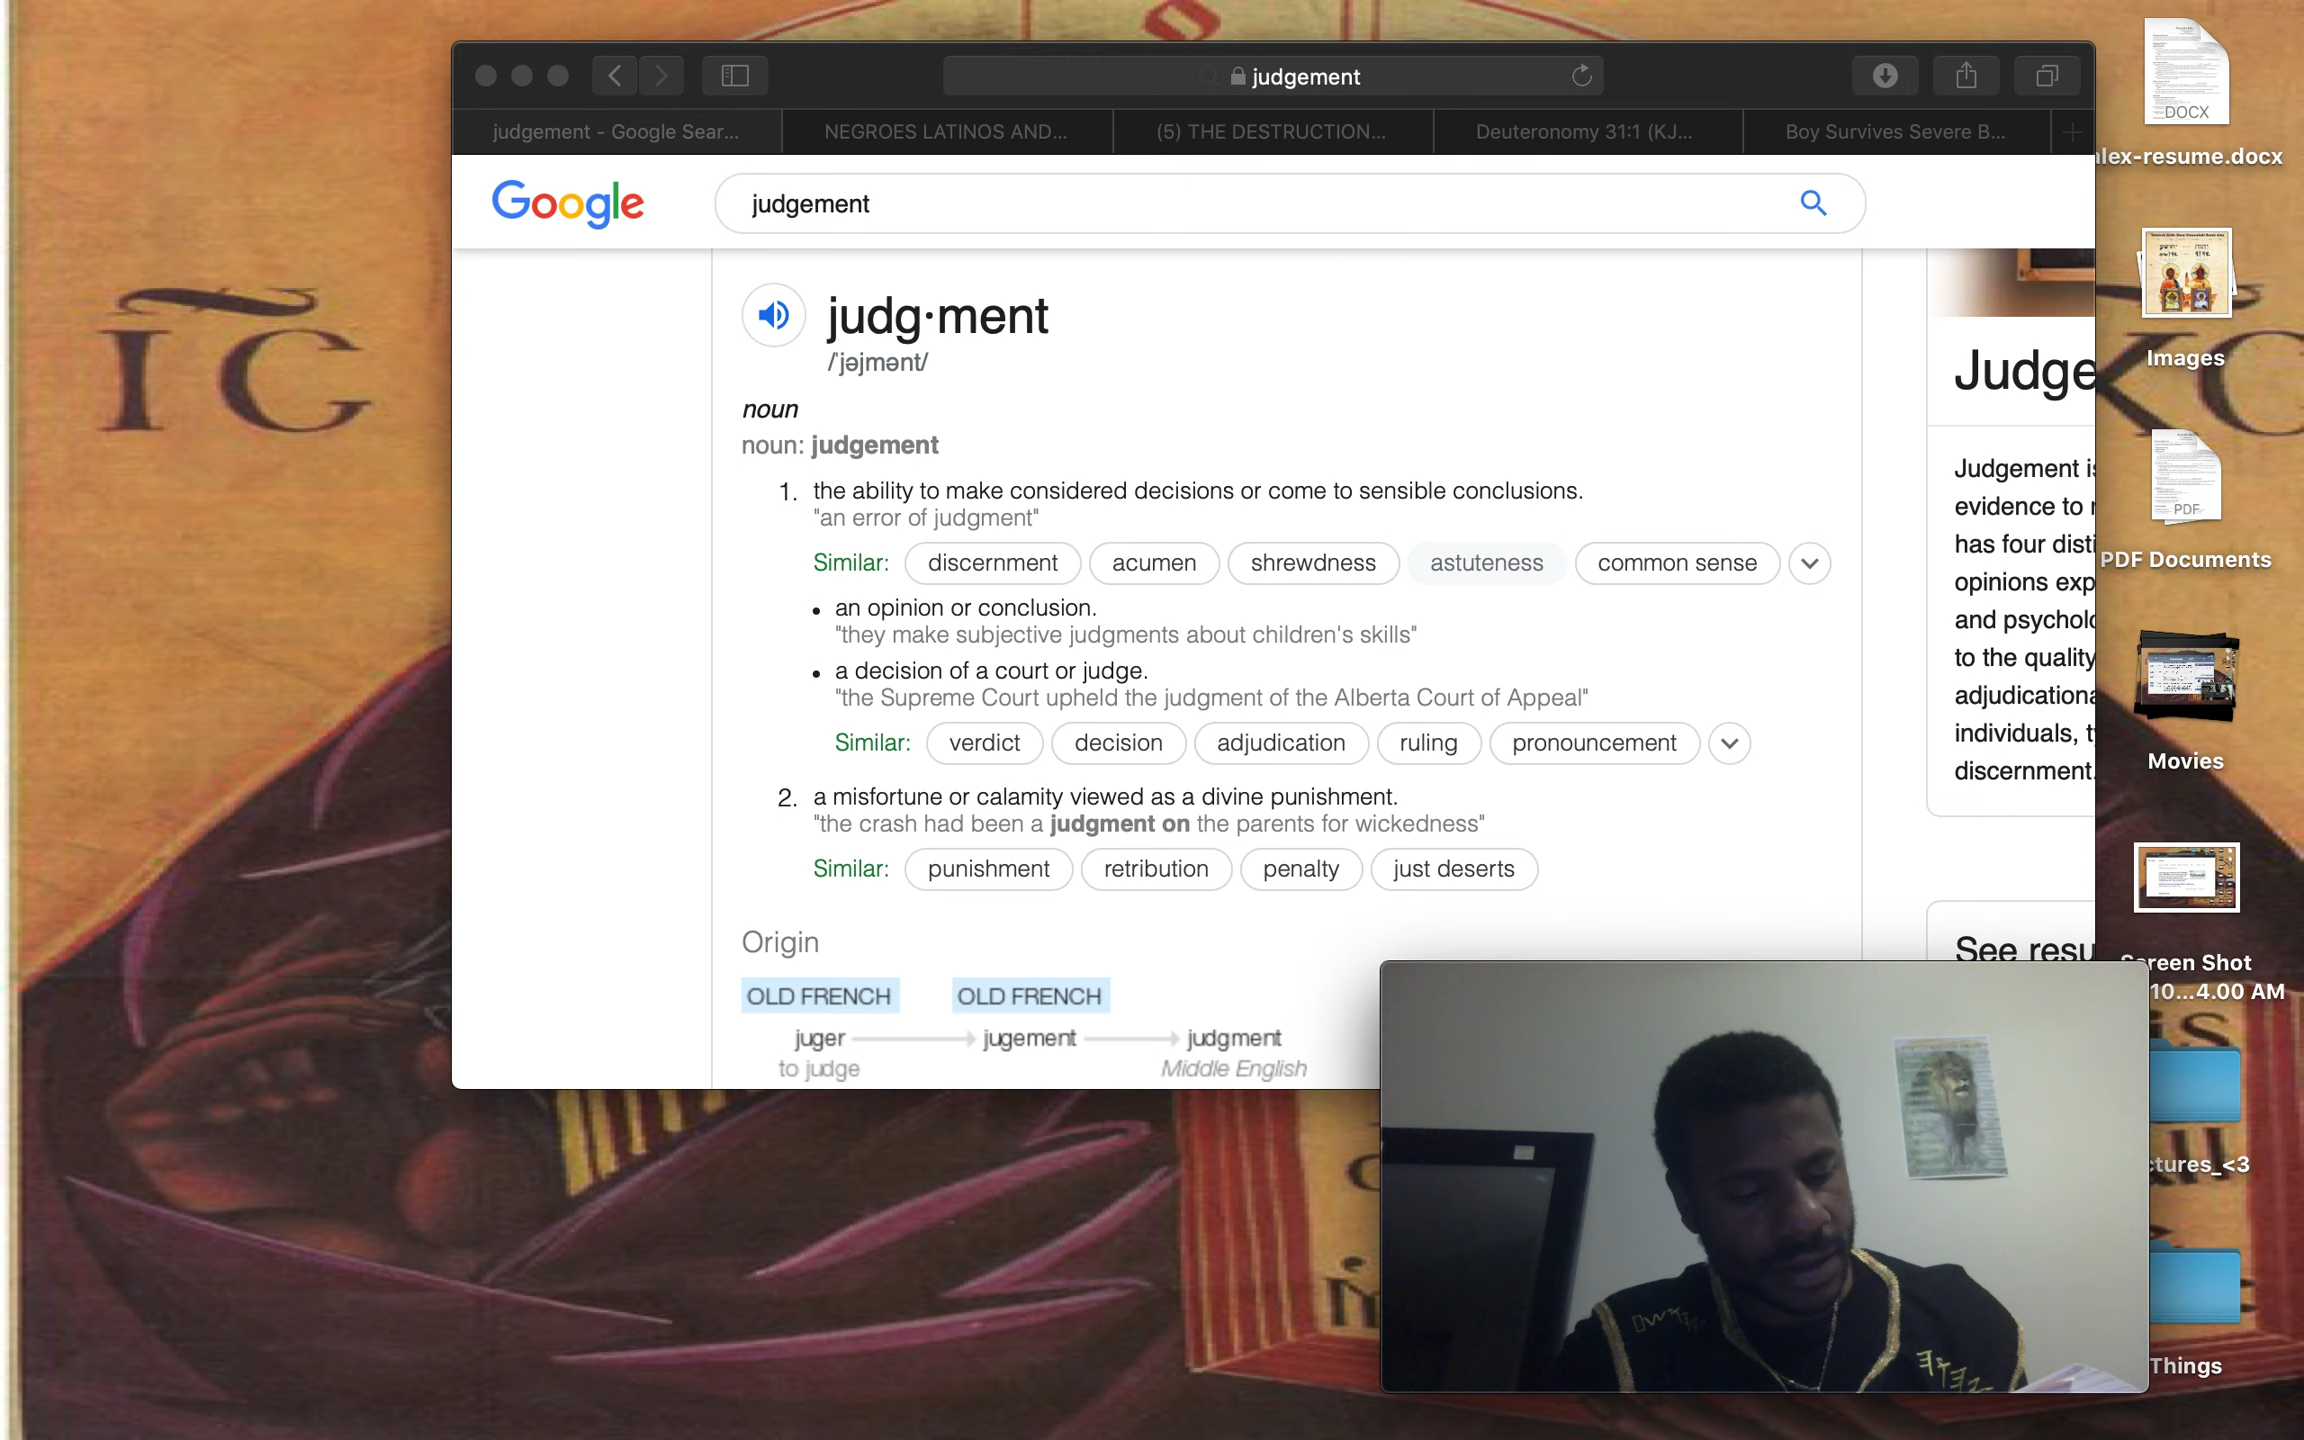 judgement
judgement - Google Sear...
NEGROES LATINOS AND...
(5) THE DESTRUCTION...
Deuteronomy 31:1 (KJ...
Boy Survives Severe B...
Google
judgement
judg·ment
/ˈjəjmənt/
noun
noun: judgement
1. the ability to make considered decisions or come to sensible conclusions.
"an error of judgment"
Similar: discernment acumen shrewdness astuteness common sense
• an opinion or conclusion.
"they make subjective judgments about children's skills"
• a decision of a court or judge.
"the Supreme Court upheld the judgment of the Alberta Court of Appeal"
Similar: verdict decision adjudication ruling pronouncement
2. a misfortune or calamity viewed as a divine punishment.
"the crash had been a judgment on the parents for wickedness"
Similar: punishment retribution penalty just deserts
Origin
OLD FRENCH OLD FRENCH
juger jugement judgment
to judge Middle English
Judge
Judgement is
evidence to
has four disti
opinions exp
and psycholo
to the quality
adjudicationa
individuals, t
discernment.
See resu
DOCX
lex-resume.docx
Images
PDF
PDF Documents
Movies
Screen Shot
10...4.00 AM
ctures_<3
Things
IC
XC